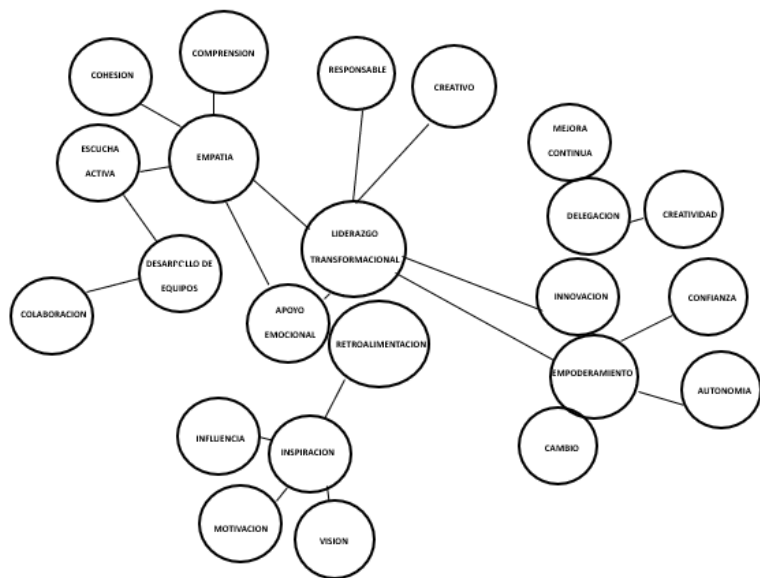 COMPRENSION
COHESION
RESPONSABLE
CREATIVO
MEJORA
CONTINUA
ESCUCHA
ACTIVA
EMPATIA
DELEGACION
CREATIVIDAD
LIDERAZGO
TRANSFORMACIONAL
DESARROLLO DE
EQUIPOS
COLABORACION
APOYO
EMOCIONAL
INNOVACION
CONFIANZA
RETROALIMENTACION
EMPODERAMIENTO
AUTONOMIA
INFLUENCIA
INSPIRACION
CAMBIO
MOTIVACION
VISION